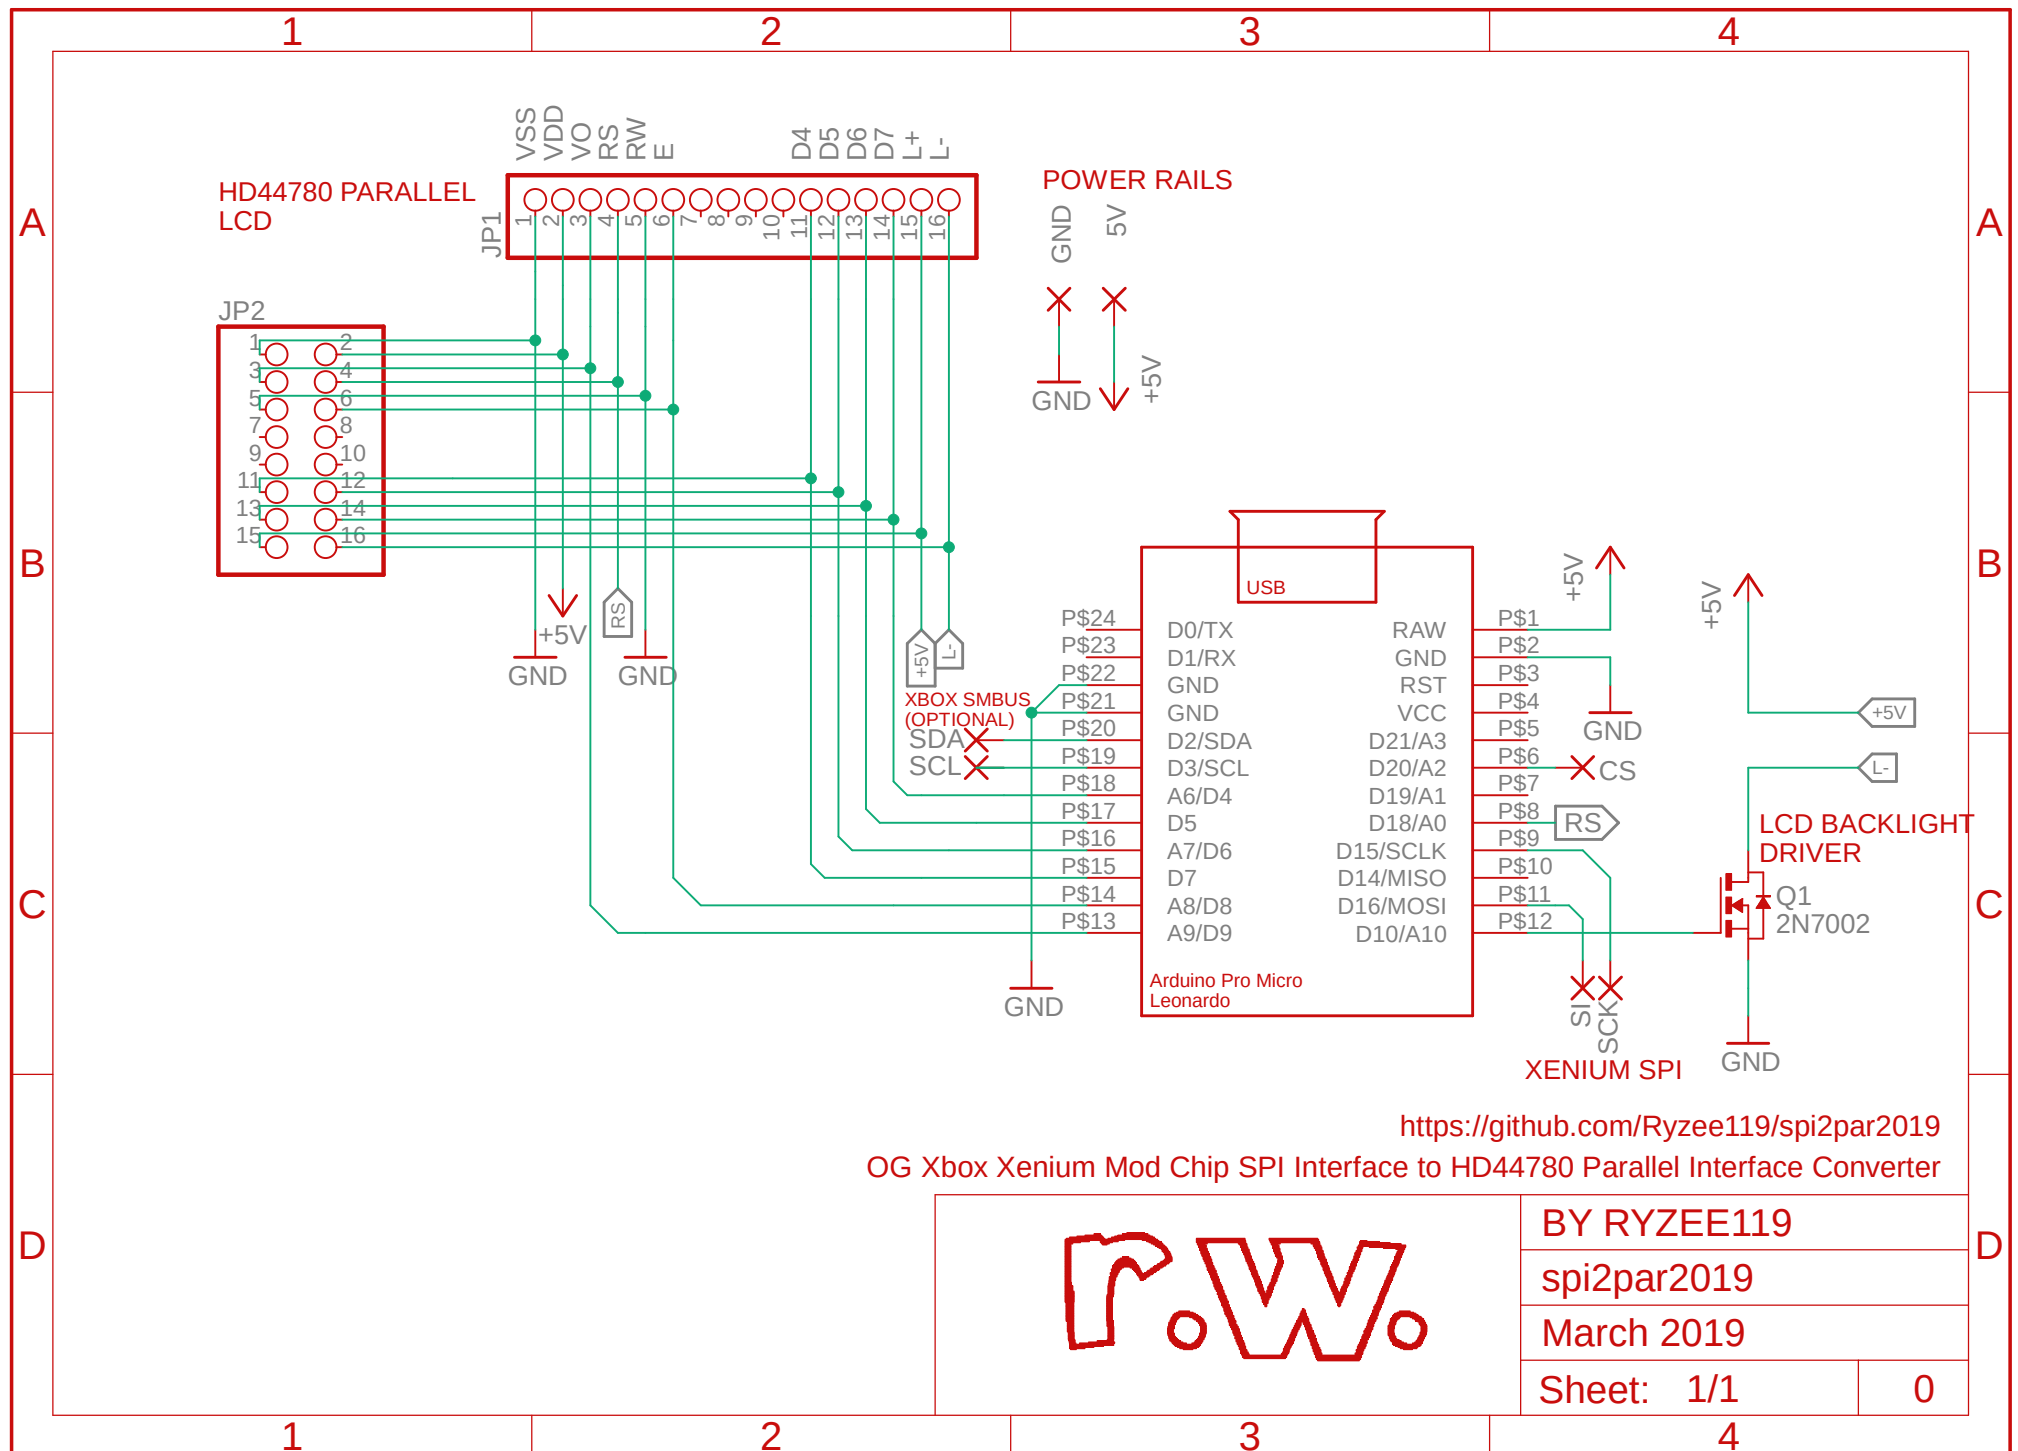 1 2 3 4
A A
B B
C C
D D
1 2 3 4
HD44780 PARALLEL
LCD
VSS
VDD
VO
RS
RW
E
D4
D5
D6
D7
L+
L-
JP1
1
2
3
4
5
6
7
8
9
10
11
12
13
14
15
16
POWER RAILS
GND
5V
GND
+5V
JP2
1 2
3 4
5 6
7 8
9 10
11 12
13 14
15 16
+5V
GND
RS
GND
+5V
L-
XBOX SMBUS
(OPTIONAL)
SDA
SCL
GND
USB
P$24 D0/TX
P$23 D1/RX
P$22 GND
P$21 GND
P$20 D2/SDA
P$19 D3/SCL
P$18 A6/D4
P$17 D5
P$16 A7/D6
P$15 D7
P$14 A8/D8
P$13 A9/D9
RAW P$1
GND P$2
RST P$3
VCC P$4
D21/A3 P$5
D20/A2 P$6
D19/A1 P$7
D18/A0 P$8
D15/SCLK P$9
D14/MISO P$10
D16/MOSI P$11
D10/A10 P$12
Arduino Pro Micro
Leonardo
+5V
GND
CS
RS
SI
SCK
XENIUM SPI
+5V
+5V
L-
LCD BACKLIGHT
DRIVER
Q1
2N7002
GND
https://github.com/Ryzee119/spi2par2019
OG Xbox Xenium Mod Chip SPI Interface to HD44780 Parallel Interface Converter
r.w.
BY RYZEE119
spi2par2019
March 2019
Sheet: 1/1 0